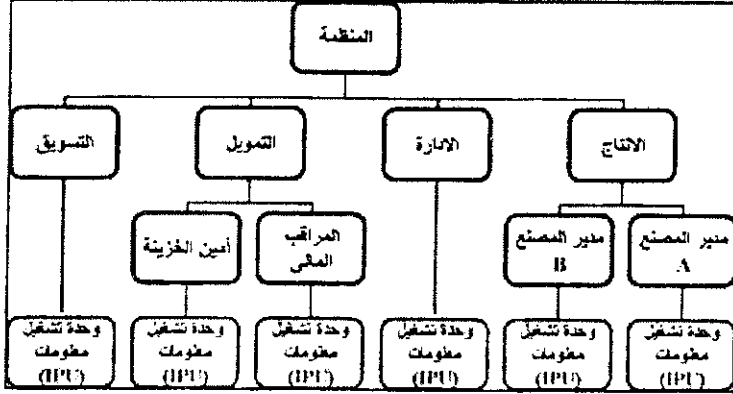 المنظمة
الانتاج
الادارة
التمويل
التسويق
مدير المصنع
A
مدير المصنع
B
المراقب
المالى
أمين الخزينة
وحدة تشغيل
معلومات
(IPU)
وحدة تشغيل
معلومات
(IPU)
وحدة تشغيل
معلومات
(IPU)
وحدة تشغيل
معلومات
(IPU)
وحدة تشغيل
معلومات
(IPU)
وحدة تشغيل
معلومات
(IPU)